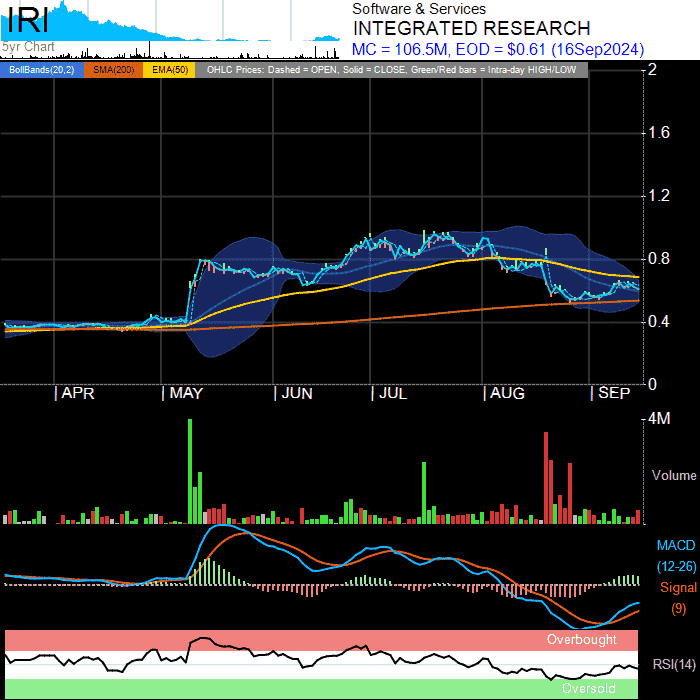 IRI
5yr Chart
Software & Services
INTEGRATED RESEARCH
MC = 106.5M, EOD = $0.61 (16Sep2024)
BollBands(20,2) SMA(200) EMA(50) OHLC Prices: Dashed = OPEN, Solid = CLOSE, Green/Red bars = Intra-day HIGH/LOW
2
1.6
1.2
0.8
0.4
0
| APR | MAY | JUN | JUL | AUG | SEP
4M
Volume
MACD
(12-26)
Signal
(9)
Overbought
RSI(14)
Oversold